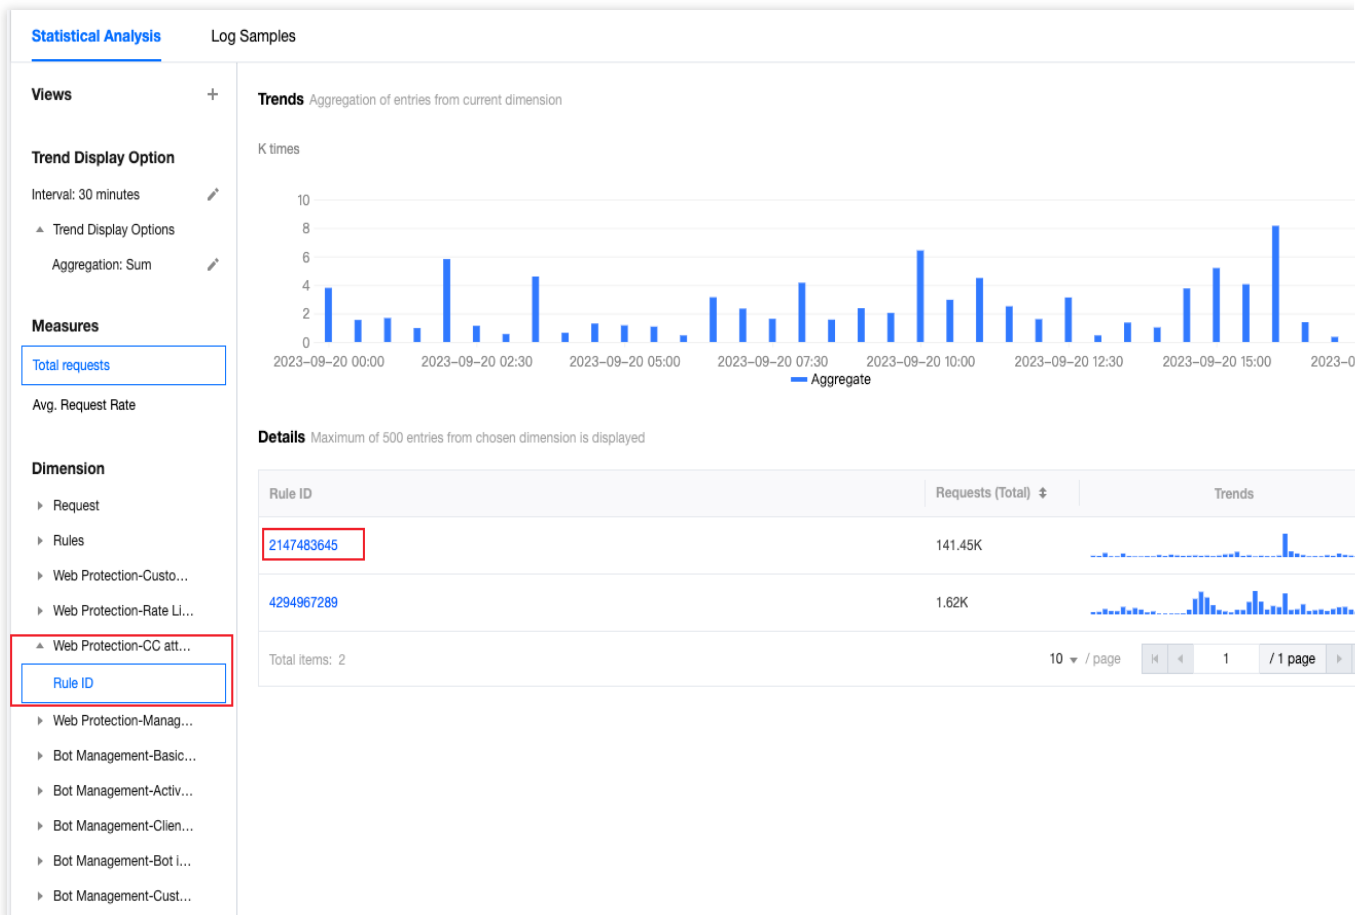 Statistical Analysis
Log Samples
Views
Trend Display Option
Interval: 30 minutes
Trend Display Options
Aggregation: Sum
Measures
Total requests
Avg. Request Rate
Dimension
Request
Rules
Web Protection-Custo...
Web Protection-Rate Li...
Web Protection-CC att...
Rule ID
Web Protection-Manag...
Bot Management-Basic...
Bot Management-Activ...
Bot Management-Clien...
Bot Management-Bot i...
Bot Management-Cust...
Trends Aggregation of entries from current dimension
K times
10
8
6
4
2
0
2023-09-20 00:00 2023-09-20 02:30 2023-09-20 05:00 2023-09-20 07:30 2023-09-20 10:00 2023-09-20 12:30 2023-09-20 15:00 2023-0
Aggregate
Details Maximum of 500 entries from chosen dimension is displayed
Rule ID Requests (Total) Trends
2147483645 141.45K
4294967289 1.62K
Total items: 2 10 / page 1 / 1 page